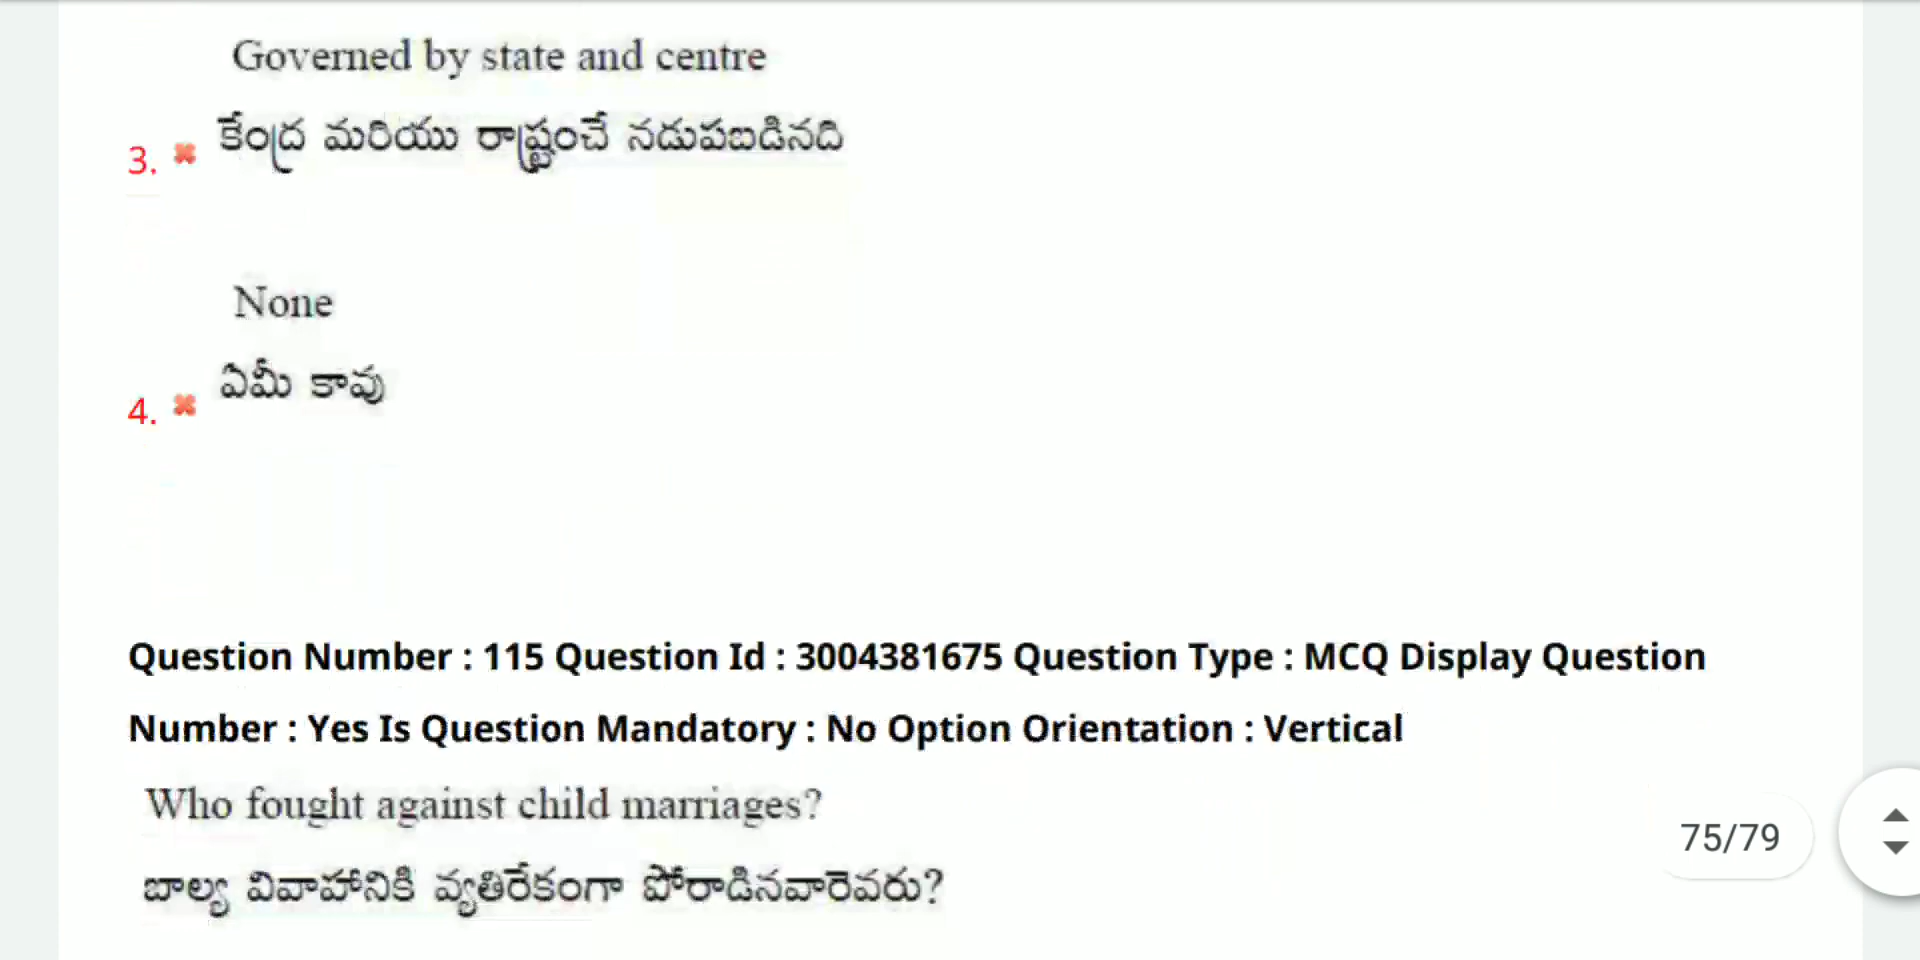 Governed by state and centre
3. కేంద్ర మరియు రాష్ట్రంచే నడుపబడినది
None
4. ఏమీ కావు
Question Number : 115 Question Id : 3004381675 Question Type : MCQ Display Question
Number : Yes Is Question Mandatory : No Option Orientation : Vertical
Who fought against child marriages?
బాల్య వివాహానికి వ్యతిరేకంగా పోరాడినవారెవరు?
75/79